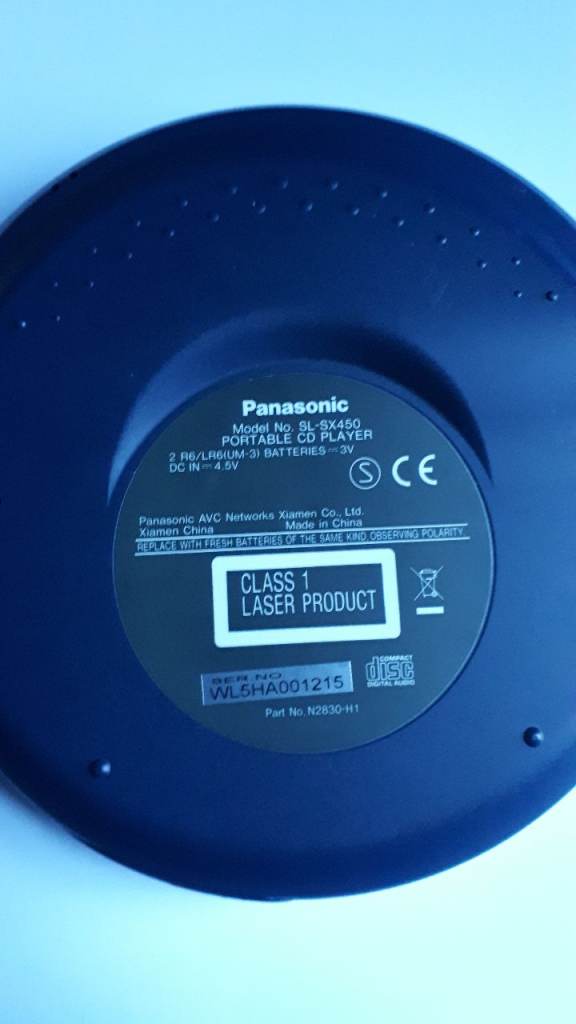 Panasonic
Model No. SL-SX450
PORTABLE CD PLAYER
2 R6/LR6(UM-3) BATTERIES ⎓ 3V
DC IN ⎓ 4.5V
S CE
Panasonic AVC Networks Xiamen Co., Ltd.
Xiamen China Made in China
REPLACE WITH FRESH BATTERIES OF THE SAME KIND, OBSERVING POLARITY.
CLASS 1
LASER PRODUCT
SER.NO
WL5HA001215
COMPACT
disc
DIGITAL AUDIO
Part No. N2830-H1